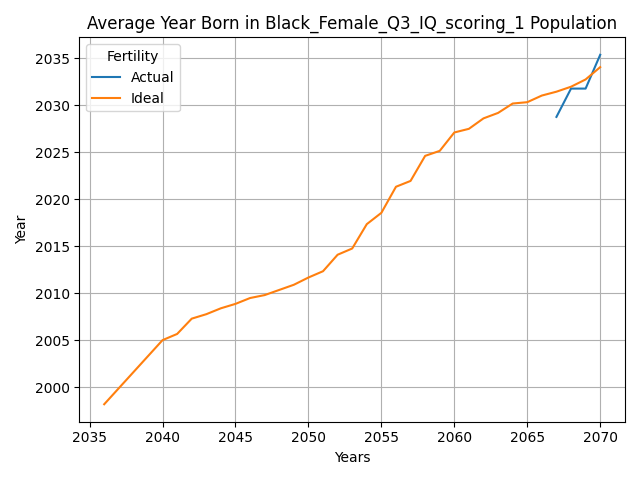 Average Year Born in Black_Female_Q3_IQ_scoring_1 Population
Fertility
Actual
Ideal
Year
2035
2030
2025
2020
2015
2010
2005
2000
2035 2040 2045 2050 2055 2060 2065 2070
Years